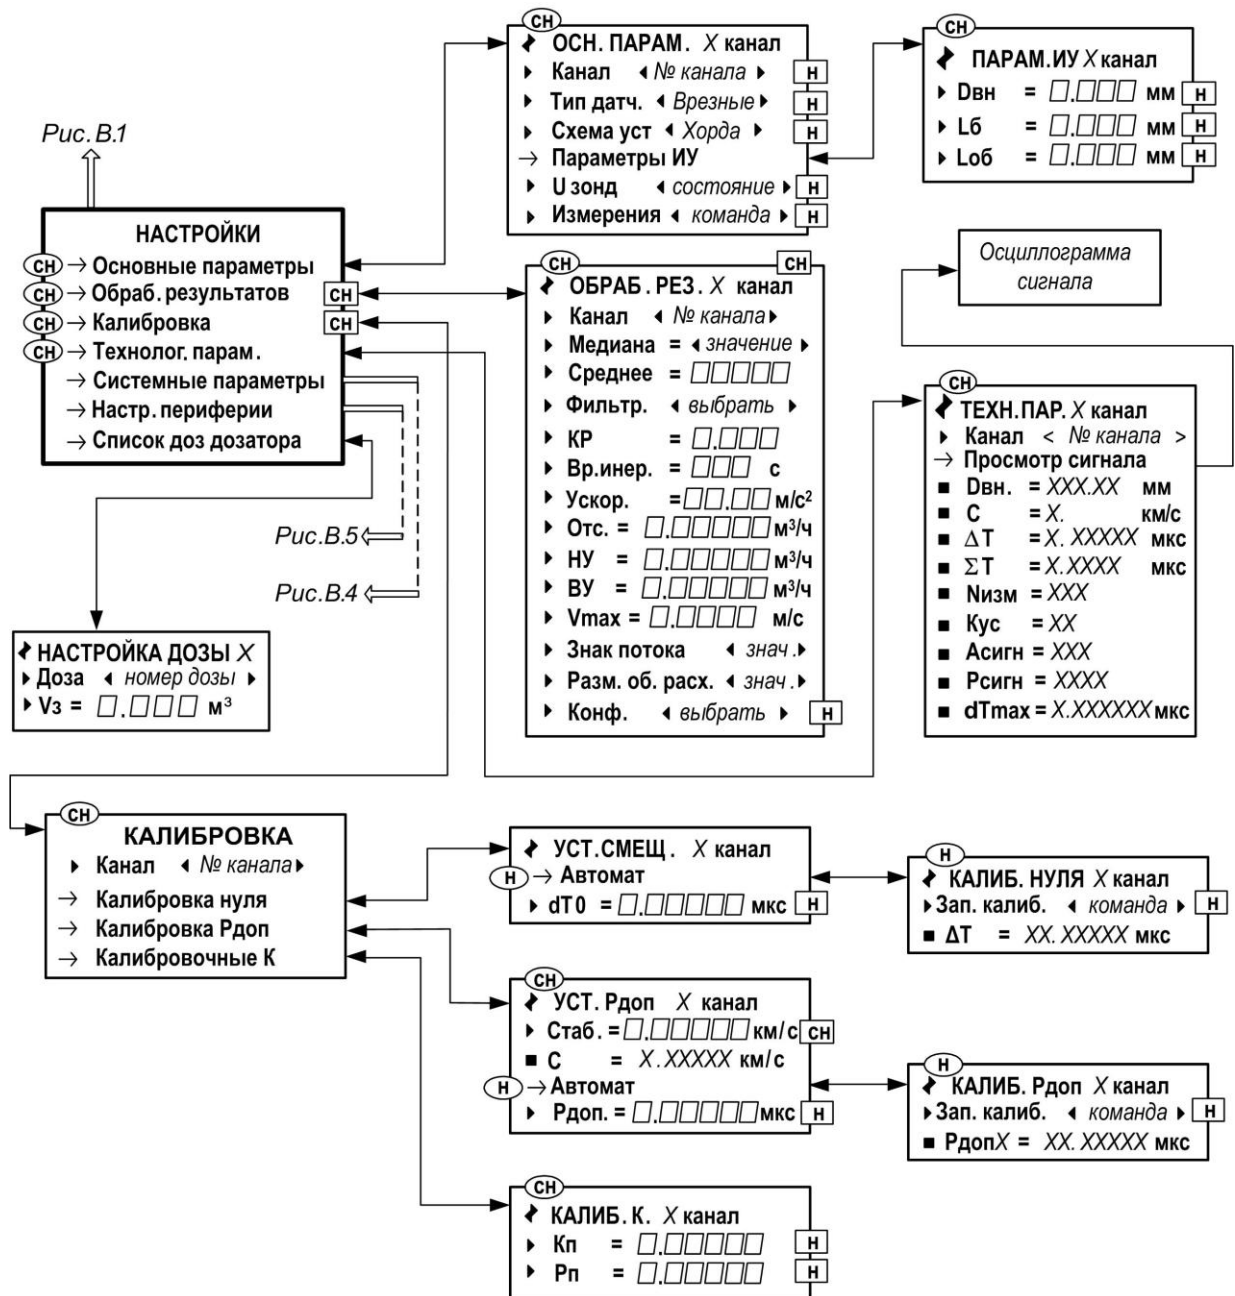 Рис.В.1
НАСТРОЙКИ
СН → Основные параметры
СН → Обраб. результатов СН
СН → Калибровка СН
СН → Технолог. парам.
→ Системные параметры
→ Настр. периферии
→ Список доз дозатора
Рис.В.5
Рис.В.4
НАСТРОЙКА ДОЗЫ X
Доза ◂ номер дозы ▸
Vз = □.□□□ м³
СН
ОСН. ПАРАМ. X канал
Канал ◂ № канала ▸ Н
Тип датч. ◂ Врезные ▸ Н
Схема уст ◂ Хорда ▸ Н
→ Параметры ИУ
U зонд ◂ состояние ▸ Н
Измерения ◂ команда ▸ Н
СН
ПАРАМ.ИУ X канал
Dвн = □.□□□ мм Н
Lб = □.□□□ мм Н
Lоб = □.□□□ мм Н
СН СН
ОБРАБ. РЕЗ. X канал
Канал ◂ № канала ▸
Медиана = ◂ значение ▸
Среднее = □□□□□
Фильтр. ◂ выбрать ▸
КР = □.□□□
Вр.инер. = □□□ с
Ускор. =□□.□□ м/с²
Отс. = □.□□□□□ м³/ч
НУ = □.□□□□□ м³/ч
ВУ = □.□□□□□ м³/ч
Vmax = □.□□□□ м/с
Знак потока ◂ знач.▸
Разм. об. расх. ◂ знач.▸
Конф. ◂ выбрать ▸ Н
Осциллограмма
сигнала
СН
ТЕХН.ПАР. X канал
Канал < № канала >
→ Просмотр сигнала
■ Dвн. = XXX.XX мм
■ C = X. км/с
■ ΔT = X. XXXXX мкс
■ ΣT = X.XXXX мкс
■ Nизм = XXX
■ Кус = XX
■ Асигн = XXX
■ Рсигн = XXXX
■ dTmax = X.XXXXXX мкс
СН
КАЛИБРОВКА
Канал ◂ № канала ▸
→ Калибровка нуля
→ Калибровка Рдоп
→ Калибровочные К
УСТ.СМЕЩ. X канал
Н → Автомат
dT0 = □.□□□□□ мкс Н
Н
КАЛИБ. НУЛЯ X канал
Зап. калиб. ◂ команда ▸ Н
■ ΔT = XX. XXXXX мкс
СН
УСТ. Рдоп X канал
Стаб. = □.□□□□□ км/с СН
■ C = X.XXXXX км/с
Н → Автомат
Рдоп. = □.□□□□□ мкс Н
Н
КАЛИБ. Рдоп X канал
Зап. калиб. ◂ команда ▸ Н
■ РдопX = XX. XXXXX мкс
СН
КАЛИБ. К. X канал
Кп = □.□□□□□ Н
Рп = □.□□□□□ Н